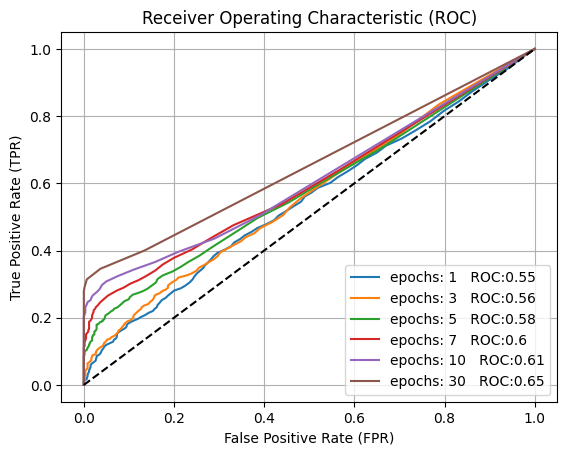 Receiver Operating Characteristic (ROC)
True Positive Rate (TPR)
1.0
0.8
0.6
0.4
0.2
0.0
epochs: 1 ROC:0.55
epochs: 3 ROC:0.56
epochs: 5 ROC:0.58
epochs: 7 ROC:0.6
epochs: 10 ROC:0.61
epochs: 30 ROC:0.65
0.0 0.2 0.4 0.6 0.8 1.0
False Positive Rate (FPR)